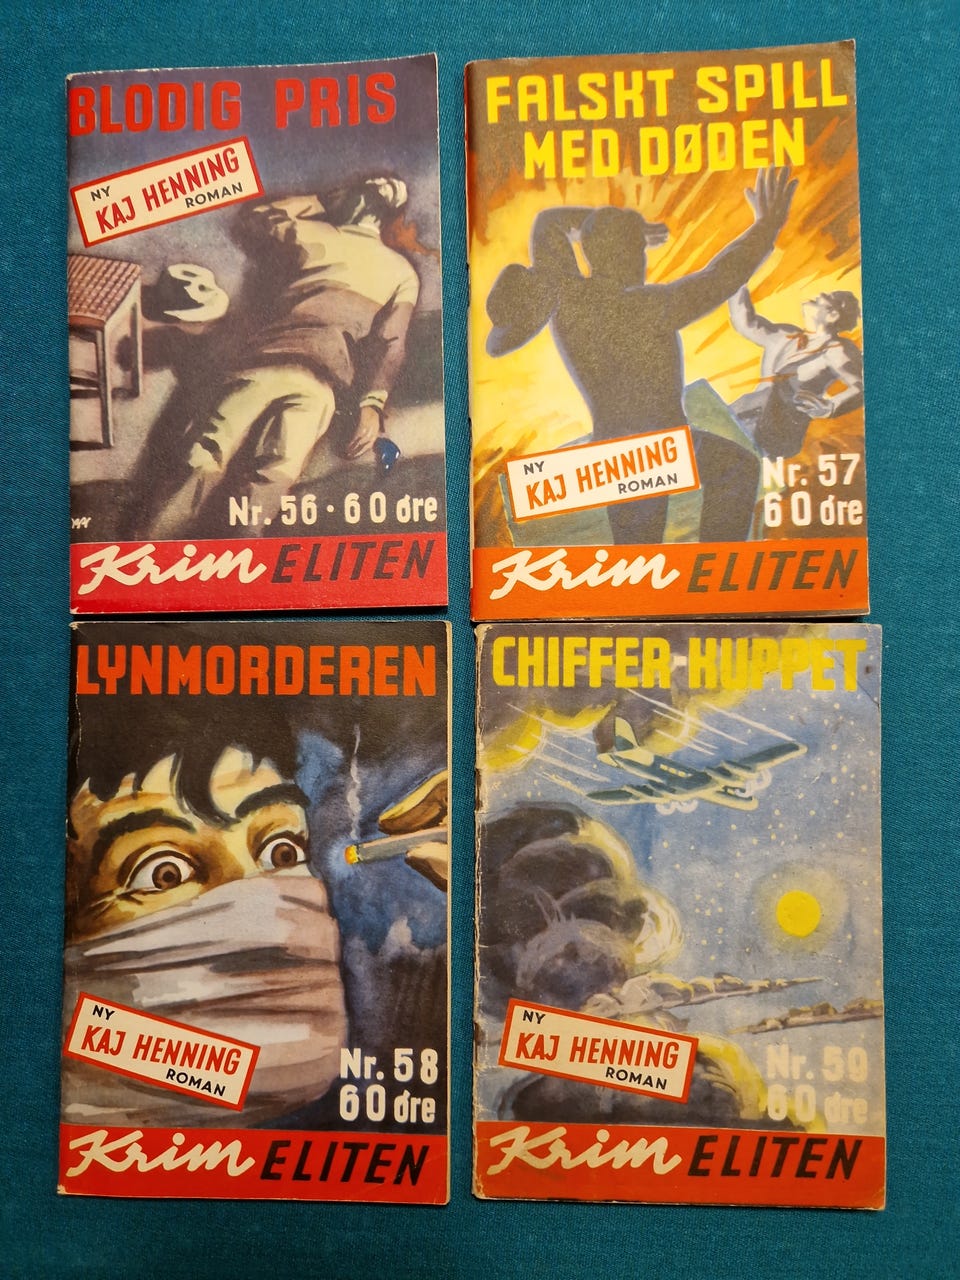 BLODIG PRIS
NY
KAJ HENNING
ROMAN
Nr. 56 · 60 øre
Krim ELITEN
FALSKT SPILL
MED DØDEN
NY
KAJ HENNING
ROMAN
Nr. 57
60 øre
Krim ELITEN
LYNMORDEREN
NY
KAJ HENNING
ROMAN
Nr. 58
60 øre
Krim ELITEN
CHIFFER-KUPPET
NY
KAJ HENNING
ROMAN
Nr. 59
60 øre
Krim ELITEN